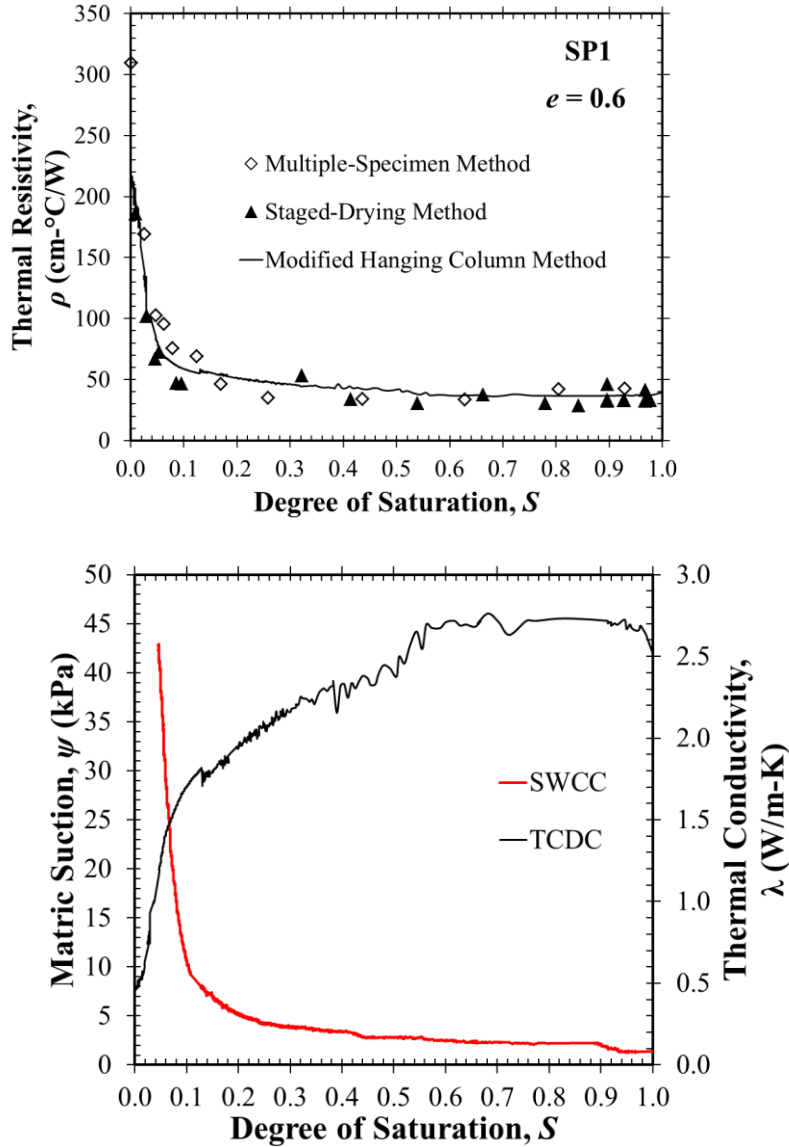 350
300
250
200
150
100
50
0
Thermal Resistivity,
ρ (cm-°C/W)
SP1
e = 0.6
Multiple-Specimen Method
Staged-Drying Method
Modified Hanging Column Method
0.0 0.1 0.2 0.3 0.4 0.5 0.6 0.7 0.8 0.9 1.0
Degree of Saturation, S
50
45
40
35
30
25
20
15
10
5
0
Matric Suction, ψ (kPa)
SWCC
TCDC
3.0
2.5
2.0
1.5
1.0
0.5
0.0
Thermal Conductivity,
λ (W/m-K)
0.0 0.1 0.2 0.3 0.4 0.5 0.6 0.7 0.8 0.9 1.0
Degree of Saturation, S